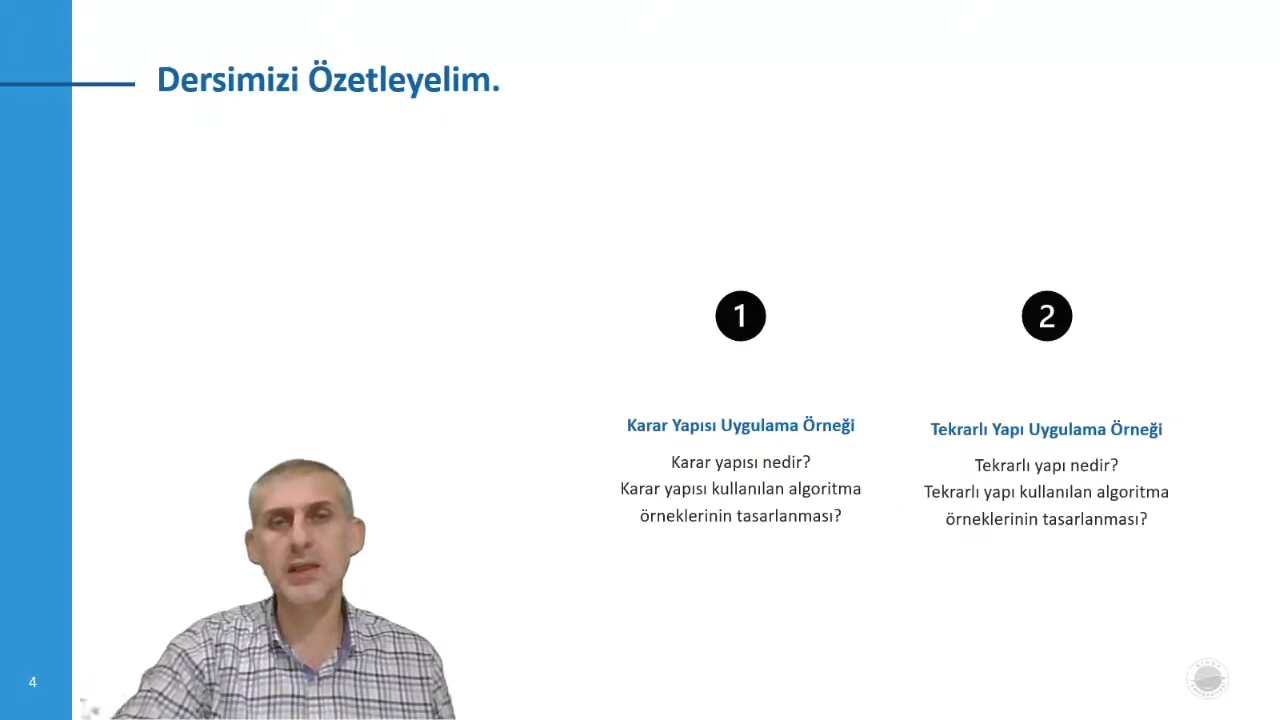 Dersimizi Özetleyelim.
1
2
Karar Yapısı Uygulama Örneği
Karar yapısı nedir?
Karar yapısı kullanılan algoritma
örneklerinin tasarlanması?
Tekrarlı Yapı Uygulama Örneği
Tekrarlı yapı nedir?
Tekrarlı yapı kullanılan algoritma
örneklerinin tasarlanması?
4